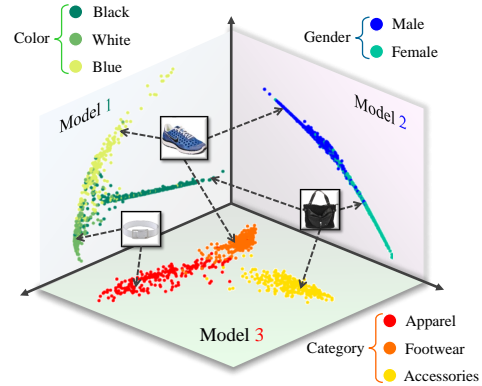 Color
Black
White
Blue
Gender
Male
Female
Model 1
Model 2
Model 3
Category
Apparel
Footwear
Accessories